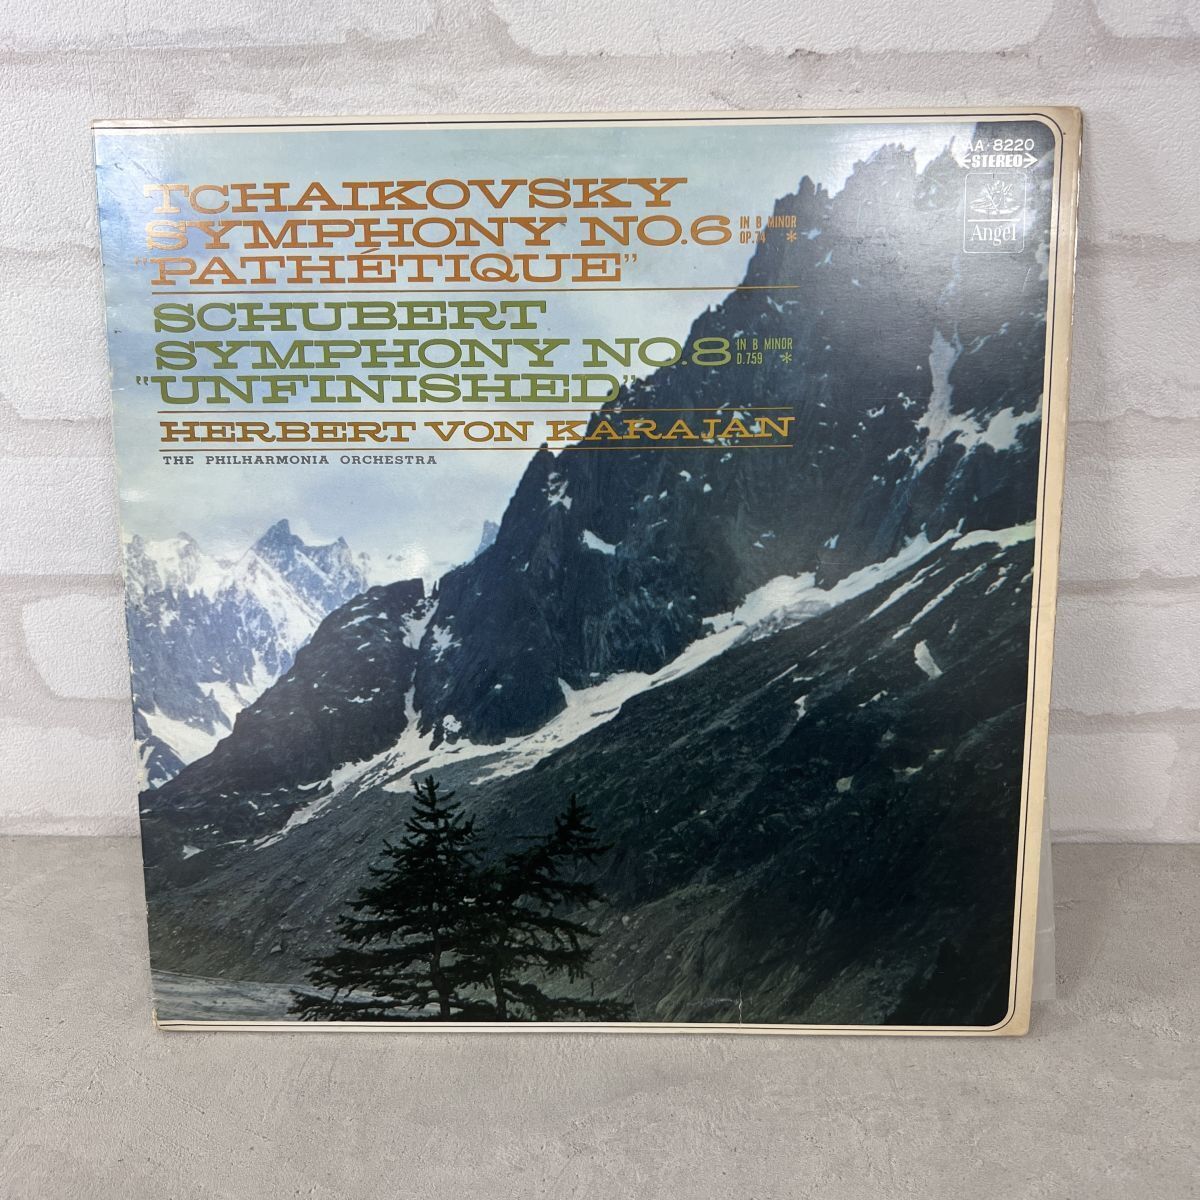 AA·8220
STEREO
Angel
TCHAIKOVSKY
SYMPHONY NO.6 IN B MINOR OP.74 *
"PATHÉTIQUE"
SCHUBERT
SYMPHONY NO.8 IN B MINOR D.759 *
"UNFINISHED"
HERBERT VON KARAJAN
THE PHILHARMONIA ORCHESTRA